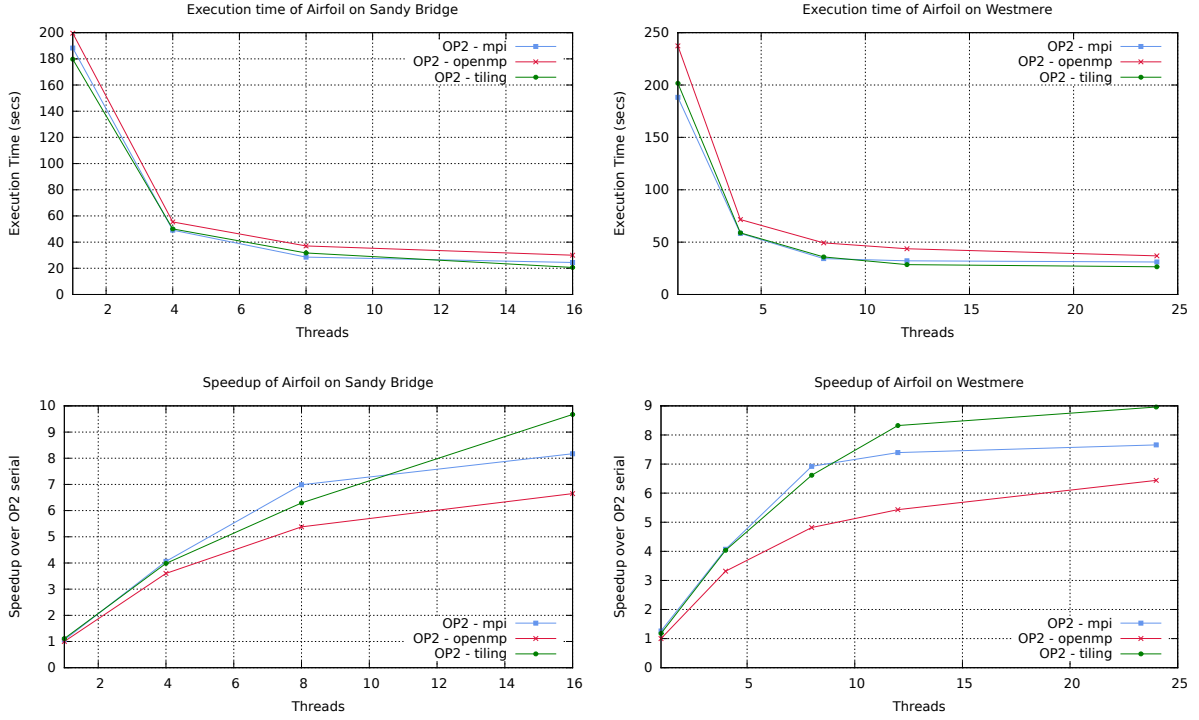 Execution time of Airfoil on Sandy Bridge
200
180
160
140
120
100
80
60
40
20
0
2
4
6
8
10
12
14
16
Execution Time (secs)
Threads
OP2 - mpi
OP2 - openmp
OP2 - tiling
Execution time of Airfoil on Westmere
250
200
150
100
50
0
5
10
15
20
25
Execution Time (secs)
Threads
OP2 - mpi
OP2 - openmp
OP2 - tiling
Speedup of Airfoil on Sandy Bridge
10
9
8
7
6
5
4
3
2
1
0
2
4
6
8
10
12
14
16
Speedup over OP2 serial
Threads
OP2 - mpi
OP2 - openmp
OP2 - tiling
Speedup of Airfoil on Westmere
9
8
7
6
5
4
3
2
1
0
5
10
15
20
25
Speedup over OP2 serial
Threads
OP2 - mpi
OP2 - openmp
OP2 - tiling